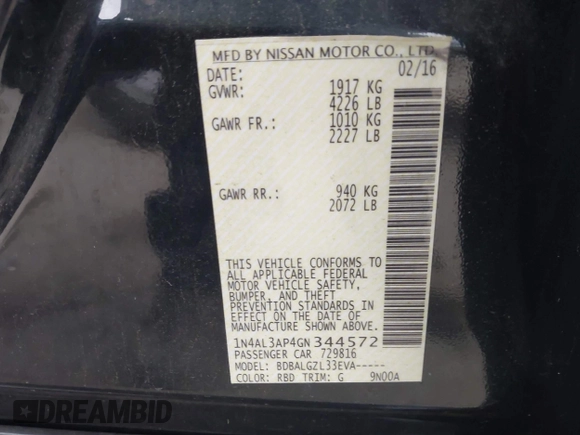 MFD BY NISSAN MOTOR CO., LTD.
DATE: 02/16
GVWR: 1917 KG
4226 LB
GAWR FR.: 1010 KG
2227 LB
GAWR RR.: 940 KG
2072 LB
THIS VEHICLE CONFORMS TO
ALL APPLICABLE FEDERAL
MOTOR VEHICLE SAFETY,
BUMPER, AND THEFT
PREVENTION STANDARDS IN
EFFECT ON THE DATE OF
MANUFACTURE SHOWN ABOVE.
1N4AL3AP4GN344572
PASSENGER CAR 729816
MODEL: BDBALGZL33EVA-----
COLOR: RBD TRIM: G 9N00A
DREAMBID